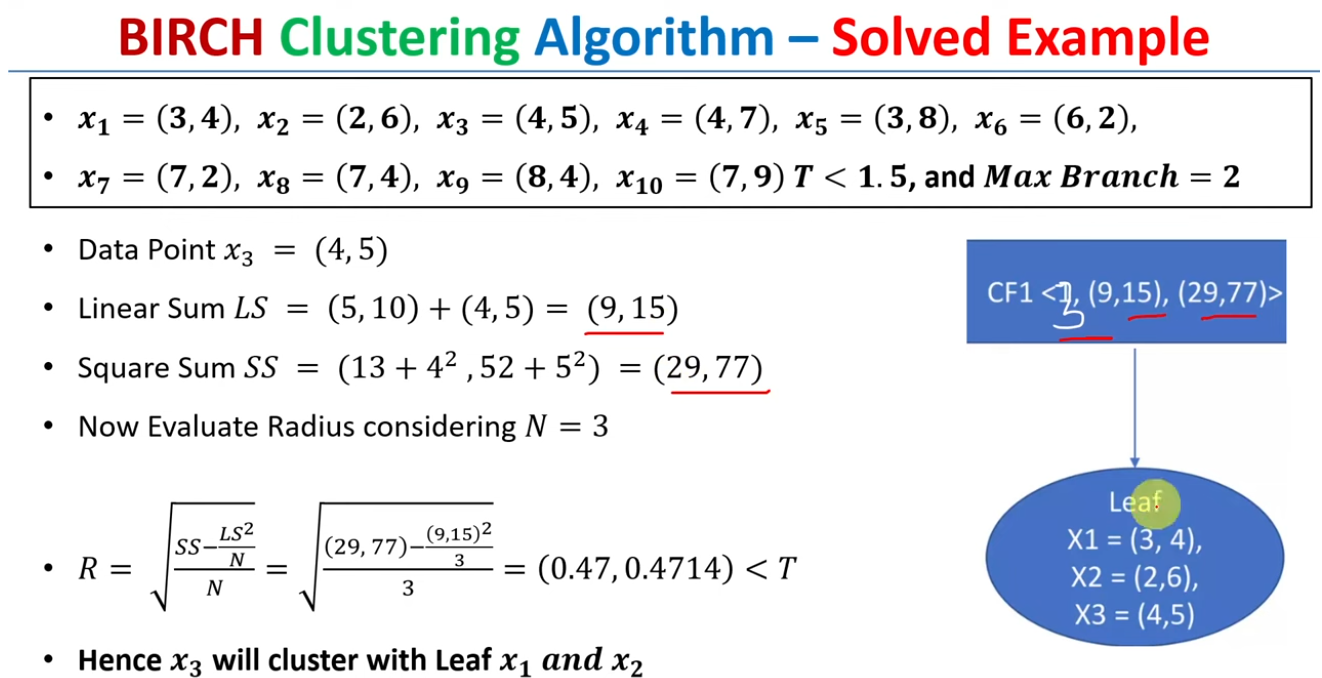 BIRCH Clustering Algorithm – Solved Example
• x₁ = (3, 4), x₂ = (2, 6), x₃ = (4, 5), x₄ = (4, 7), x₅ = (3, 8), x₆ = (6, 2),
• x₇ = (7, 2), x₈ = (7, 4), x₉ = (8, 4), x₁₀ = (7, 9) T < 1.5, and Max Branch = 2
• Data Point x₃ = (4, 5)
• Linear Sum LS = (5, 10) + (4, 5) = (9, 15)
• Square Sum SS = (13 + 4² , 52 + 5²) = (29, 77)
• Now Evaluate Radius considering N = 3
• R = √((SS−LS²/N)/N) = √(((29, 77)−(9,15)²/3)/3) = (0.47, 0.4714) < T
• Hence x₃ will cluster with Leaf x₁ and x₂
CF1 <3, (9,15), (29,77)>
Leaf
X1 = (3, 4),
X2 = (2,6),
X3 = (4,5)